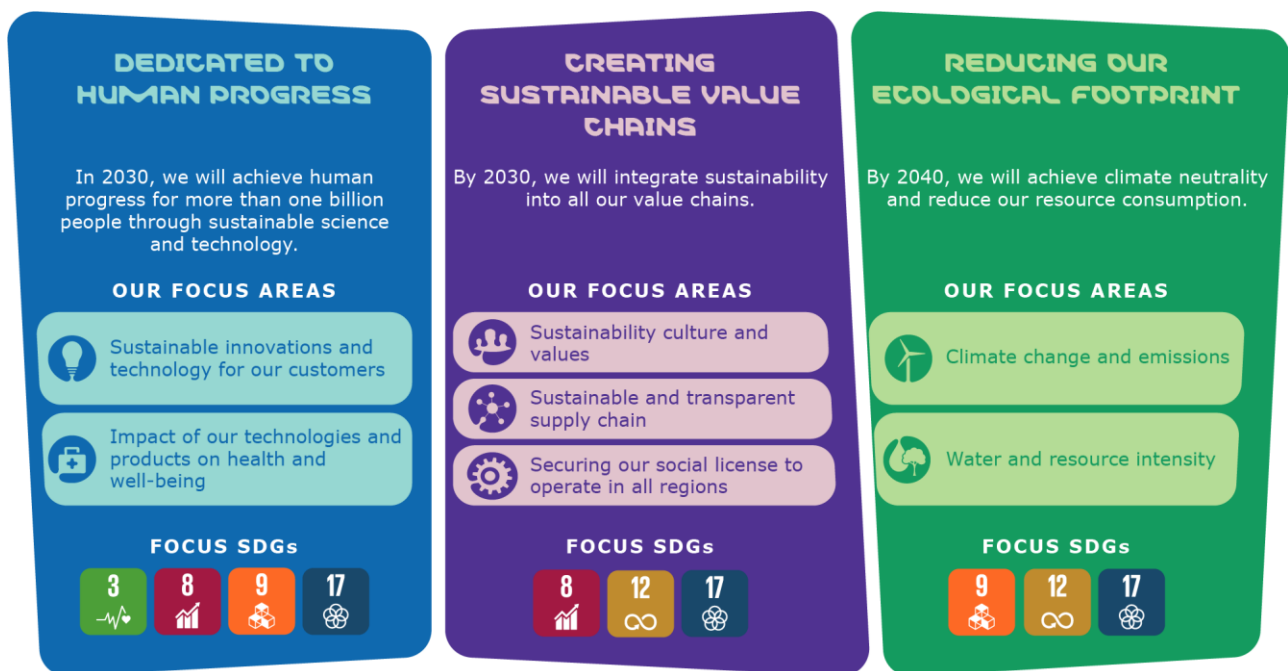 DEDICATED TO
HUMAN PROGRESS
In 2030, we will achieve human
progress for more than one billion
people through sustainable science
and technology.
OUR FOCUS AREAS
Sustainable innovations and
technology for our customers
Impact of our technologies and
products on health and
well-being
FOCUS SDGs
3 8 9 17
CREATING
SUSTAINABLE VALUE
CHAINS
By 2030, we will integrate sustainability
into all our value chains.
OUR FOCUS AREAS
Sustainability culture and
values
Sustainable and transparent
supply chain
Securing our social license to
operate in all regions
FOCUS SDGs
8 12 17
REDUCING OUR
ECOLOGICAL FOOTPRINT
By 2040, we will achieve climate neutrality
and reduce our resource consumption.
OUR FOCUS AREAS
Climate change and emissions
Water and resource intensity
FOCUS SDGs
9 12 17